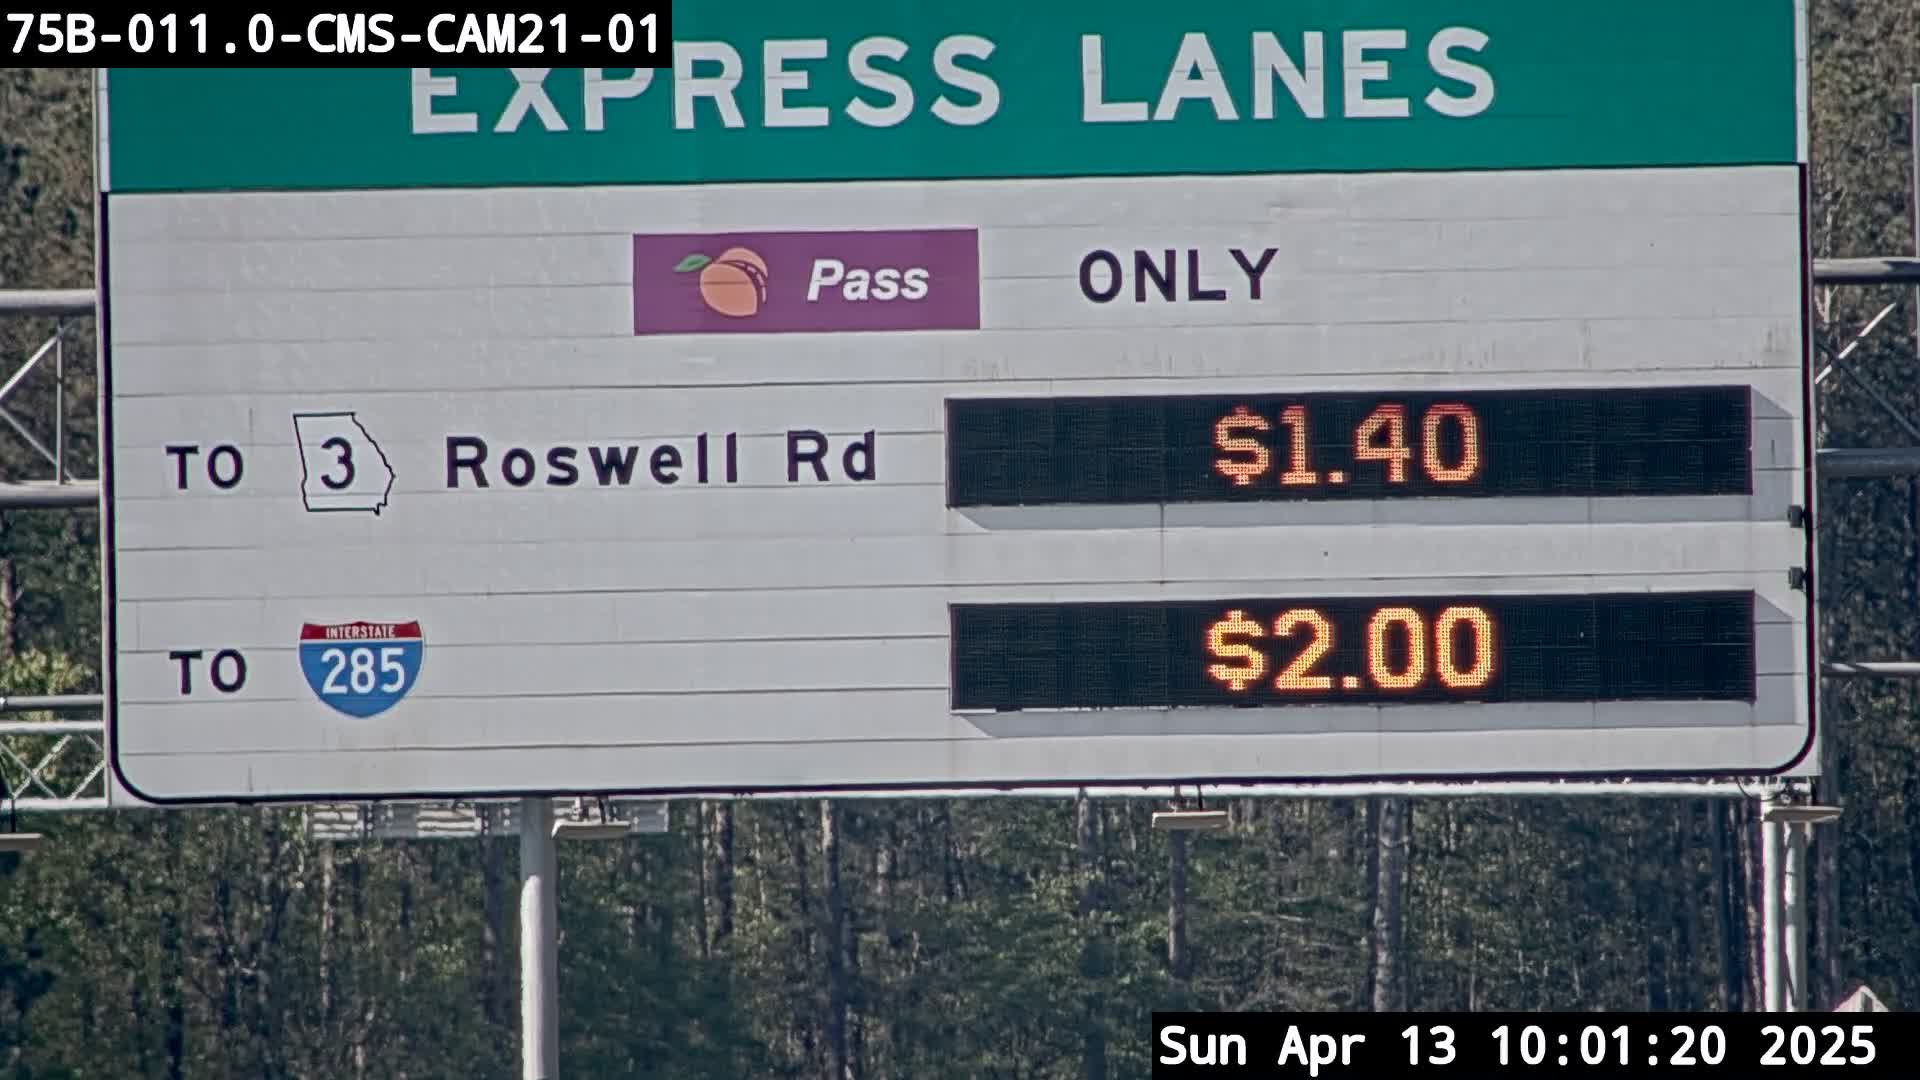 75B-011.0-CMS-CAM21-01
EXPRESS LANES
Pass ONLY
TO 3 Roswell Rd $1.40
INTERSTATE
TO 285 $2.00
Sun Apr 13 10:01:20 2025